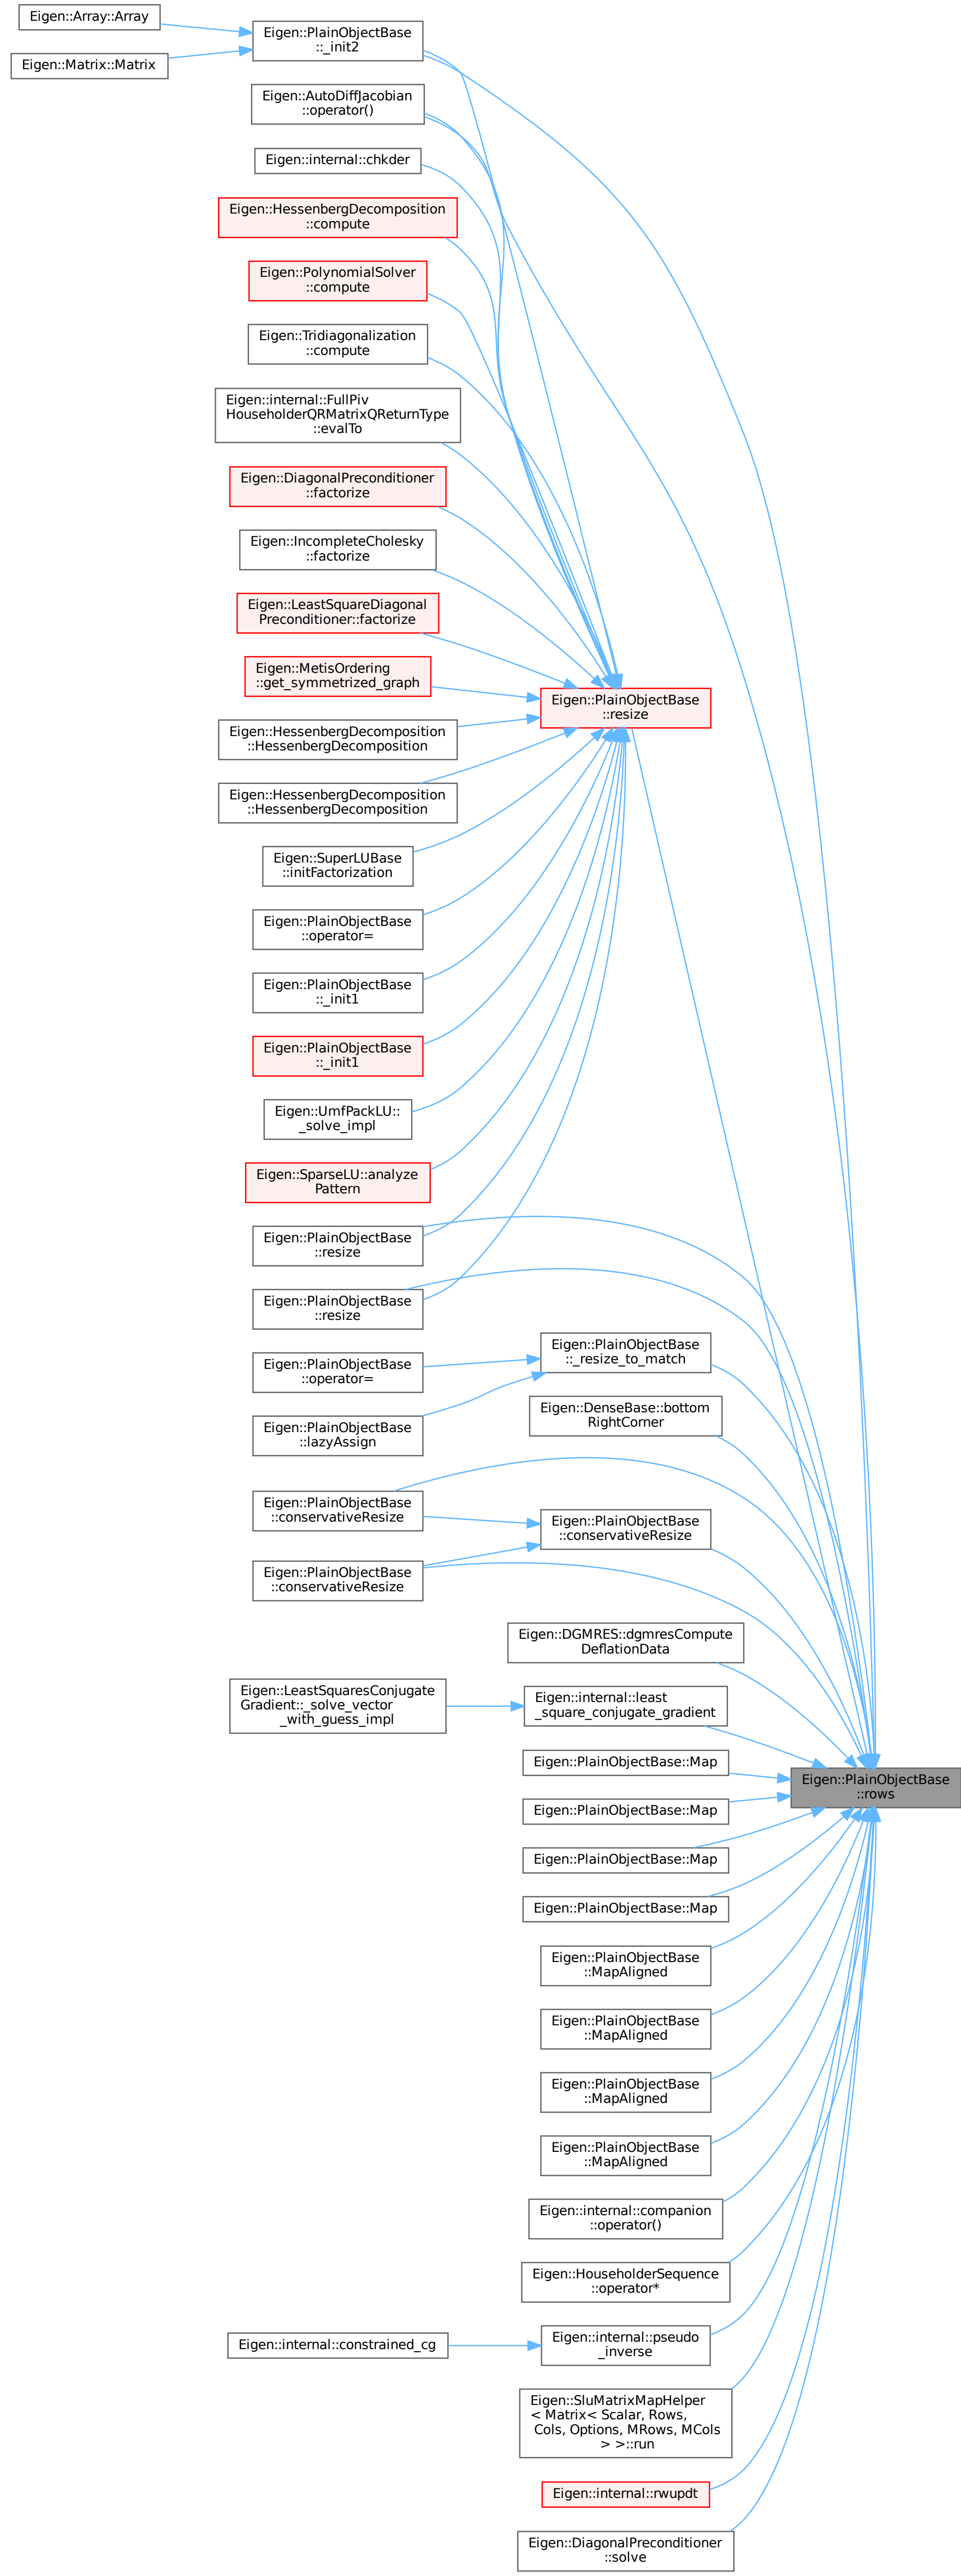 Eigen::Array::Array
Eigen::Matrix::Matrix
Eigen::PlainObjectBase
::_init2
Eigen::AutoDiffJacobian
::operator()
Eigen::internal::chkder
Eigen::HessenbergDecomposition
::compute
Eigen::PolynomialSolver
::compute
Eigen::Tridiagonalization
::compute
Eigen::internal::FullPiv
HouseholderQRMatrixQReturnType
::evalTo
Eigen::DiagonalPreconditioner
::factorize
Eigen::IncompleteCholesky
::factorize
Eigen::LeastSquareDiagonal
Preconditioner::factorize
Eigen::MetisOrdering
::get_symmetrized_graph
Eigen::PlainObjectBase
::resize
Eigen::HessenbergDecomposition
::HessenbergDecomposition
Eigen::HessenbergDecomposition
::HessenbergDecomposition
Eigen::SuperLUBase
::initFactorization
Eigen::PlainObjectBase
::operator=
Eigen::PlainObjectBase
::_init1
Eigen::PlainObjectBase
::_init1
Eigen::UmfPackLU::
_solve_impl
Eigen::SparseLU::analyze
Pattern
Eigen::PlainObjectBase
::resize
Eigen::PlainObjectBase
::resize
Eigen::PlainObjectBase
::_resize_to_match
Eigen::PlainObjectBase
::operator=
Eigen::DenseBase::bottom
RightCorner
Eigen::PlainObjectBase
::lazyAssign
Eigen::PlainObjectBase
::conservativeResize
Eigen::PlainObjectBase
::conservativeResize
Eigen::PlainObjectBase
::conservativeResize
Eigen::DGMRES::dgmresCompute
DeflationData
Eigen::LeastSquaresConjugate
Gradient::_solve_vector
_with_guess_impl
Eigen::internal::least
_square_conjugate_gradient
Eigen::PlainObjectBase::Map
Eigen::PlainObjectBase
::rows
Eigen::PlainObjectBase::Map
Eigen::PlainObjectBase::Map
Eigen::PlainObjectBase::Map
Eigen::PlainObjectBase
::MapAligned
Eigen::PlainObjectBase
::MapAligned
Eigen::PlainObjectBase
::MapAligned
Eigen::PlainObjectBase
::MapAligned
Eigen::internal::companion
::operator()
Eigen::HouseholderSequence
::operator*
Eigen::internal::constrained_cg
Eigen::internal::pseudo
_inverse
Eigen::SluMatrixMapHelper
< Matrix< Scalar, Rows,
Cols, Options, MRows, MCols
> >::run
Eigen::internal::rwupdt
Eigen::DiagonalPreconditioner
::solve